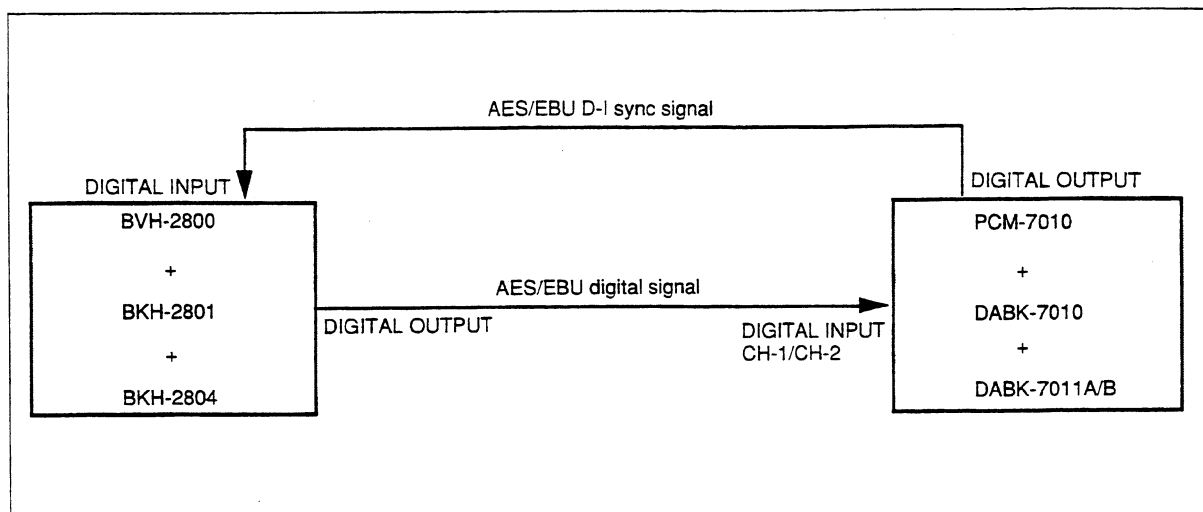 AES/EBU D-I sync signal
DIGITAL INPUT
DIGITAL OUTPUT
BVH-2800
+
BKH-2801
+
BKH-2804
AES/EBU digital signal
DIGITAL OUTPUT
DIGITAL INPUT
CH-1/CH-2
PCM-7010
+
DABK-7010
+
DABK-7011A/B